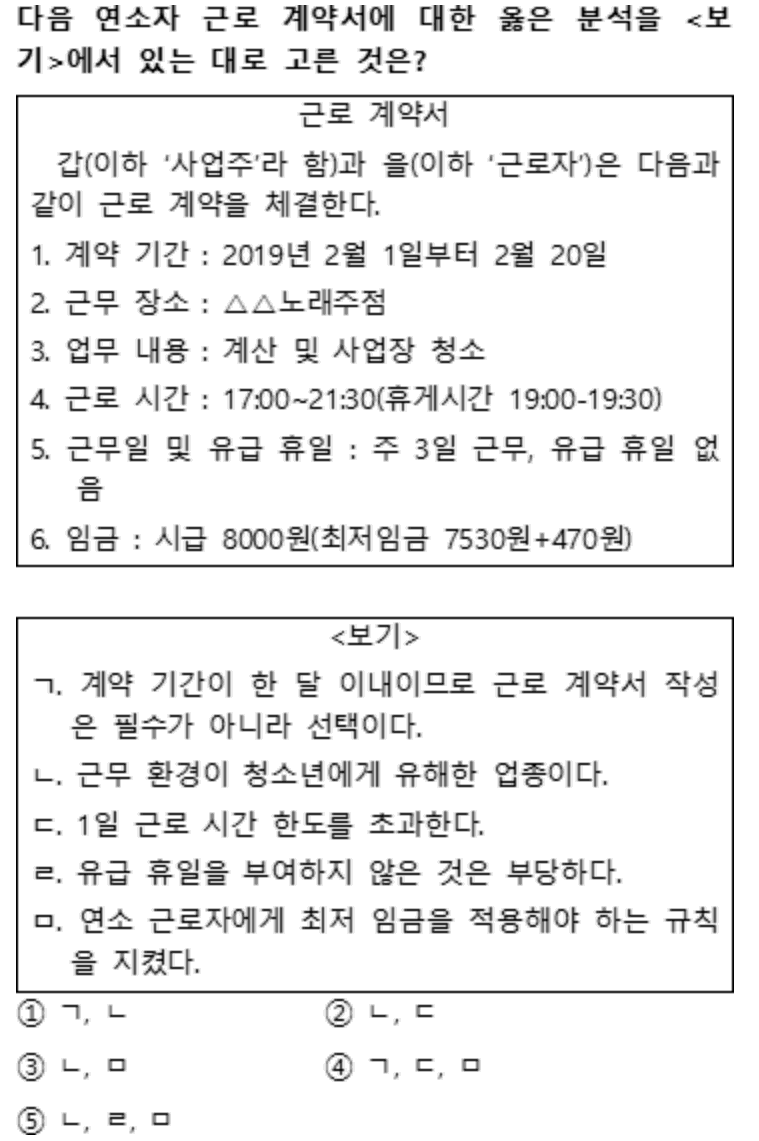 다음 연소자 근로 계약서에 대한 옳은 분석을 <보
기>에서 있는 대로 고른 것은?
근로 계약서
갑(이하 ‘사업주’라 함)과 을(이하 ‘근로자’)은 다음과
같이 근로 계약을 체결한다.
1. 계약 기간 : 2019년 2월 1일부터 2월 20일
2. 근무 장소 : △△노래주점
3. 업무 내용 : 계산 및 사업장 청소
4. 근로 시간 : 17:00~21:30(휴게시간 19:00-19:30)
5. 근무일 및 유급 휴일 : 주 3일 근무, 유급 휴일 없
음
6. 임금 : 시급 8000원(최저임금 7530원+470원)
<보기>
ㄱ. 계약 기간이 한 달 이내이므로 근로 계약서 작성
은 필수가 아니라 선택이다.
ㄴ. 근무 환경이 청소년에게 유해한 업종이다.
ㄷ. 1일 근로 시간 한도를 초과한다.
ㄹ. 유급 휴일을 부여하지 않은 것은 부당하다.
ㅁ. 연소 근로자에게 최저 임금을 적용해야 하는 규칙
을 지켰다.
① ㄱ, ㄴ ② ㄴ, ㄷ
③ ㄴ, ㅁ ④ ㄱ, ㄷ, ㅁ
⑤ ㄴ, ㄹ, ㅁ